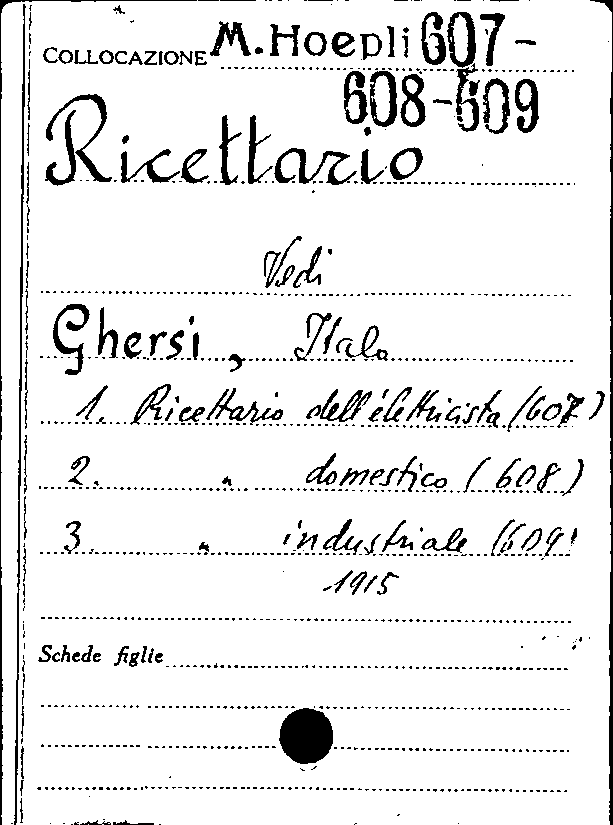 COLLOCAZIONE M.Hoepli 607-
608-609
Ricettario
Vedi
Ghersi, Italo
1. Ricettario dell'elettricista (607)
2. " domestico (608)
3. " industriale (609)
1915
Schede figlie